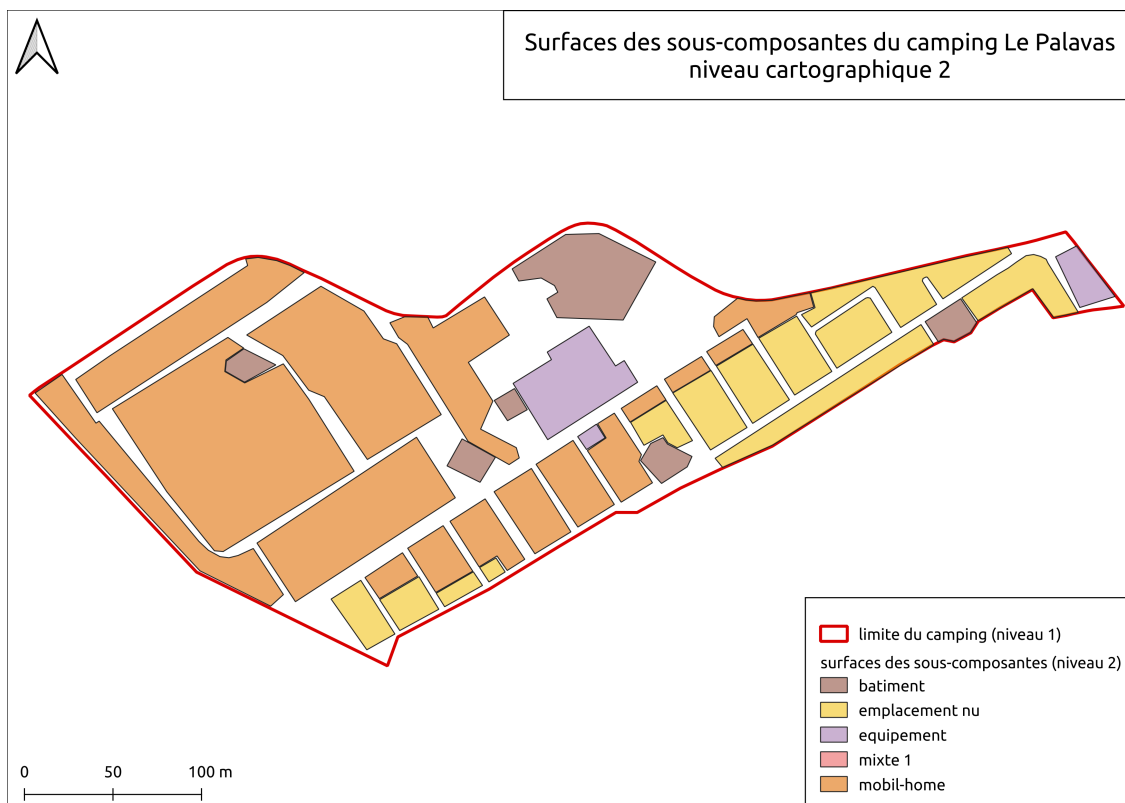 Surfaces des sous-composantes du camping Le Palavas
niveau cartographique 2
limite du camping (niveau 1)
surfaces des sous-composantes (niveau 2)
batiment
emplacement nu
equipement
mixte 1
mobil-home
0 50 100 m